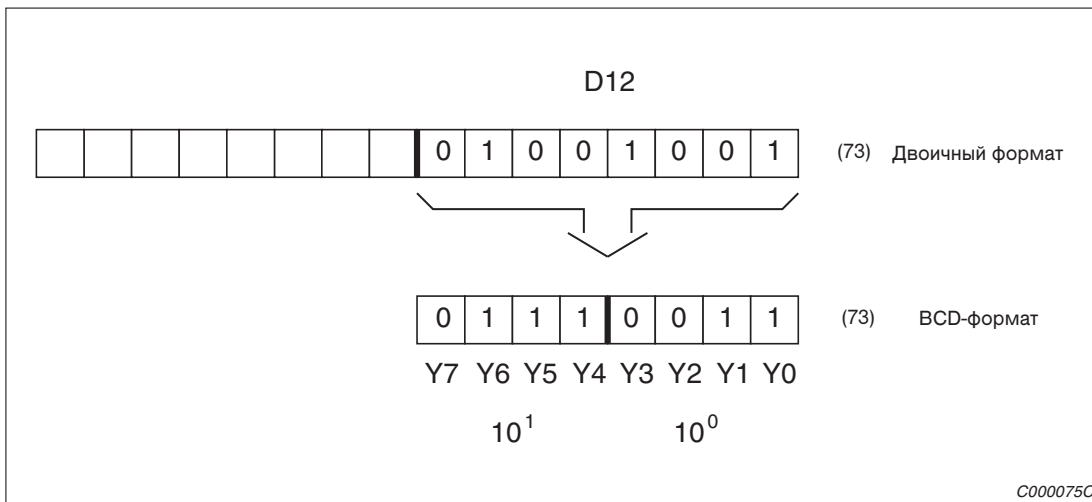 D12
0 1 0 0 1 0 0 1 (73) Двоичный формат
0 1 1 1 0 0 1 1 (73) BCD-формат
Y7 Y6 Y5 Y4 Y3 Y2 Y1 Y0
10¹ 10⁰
C000075C